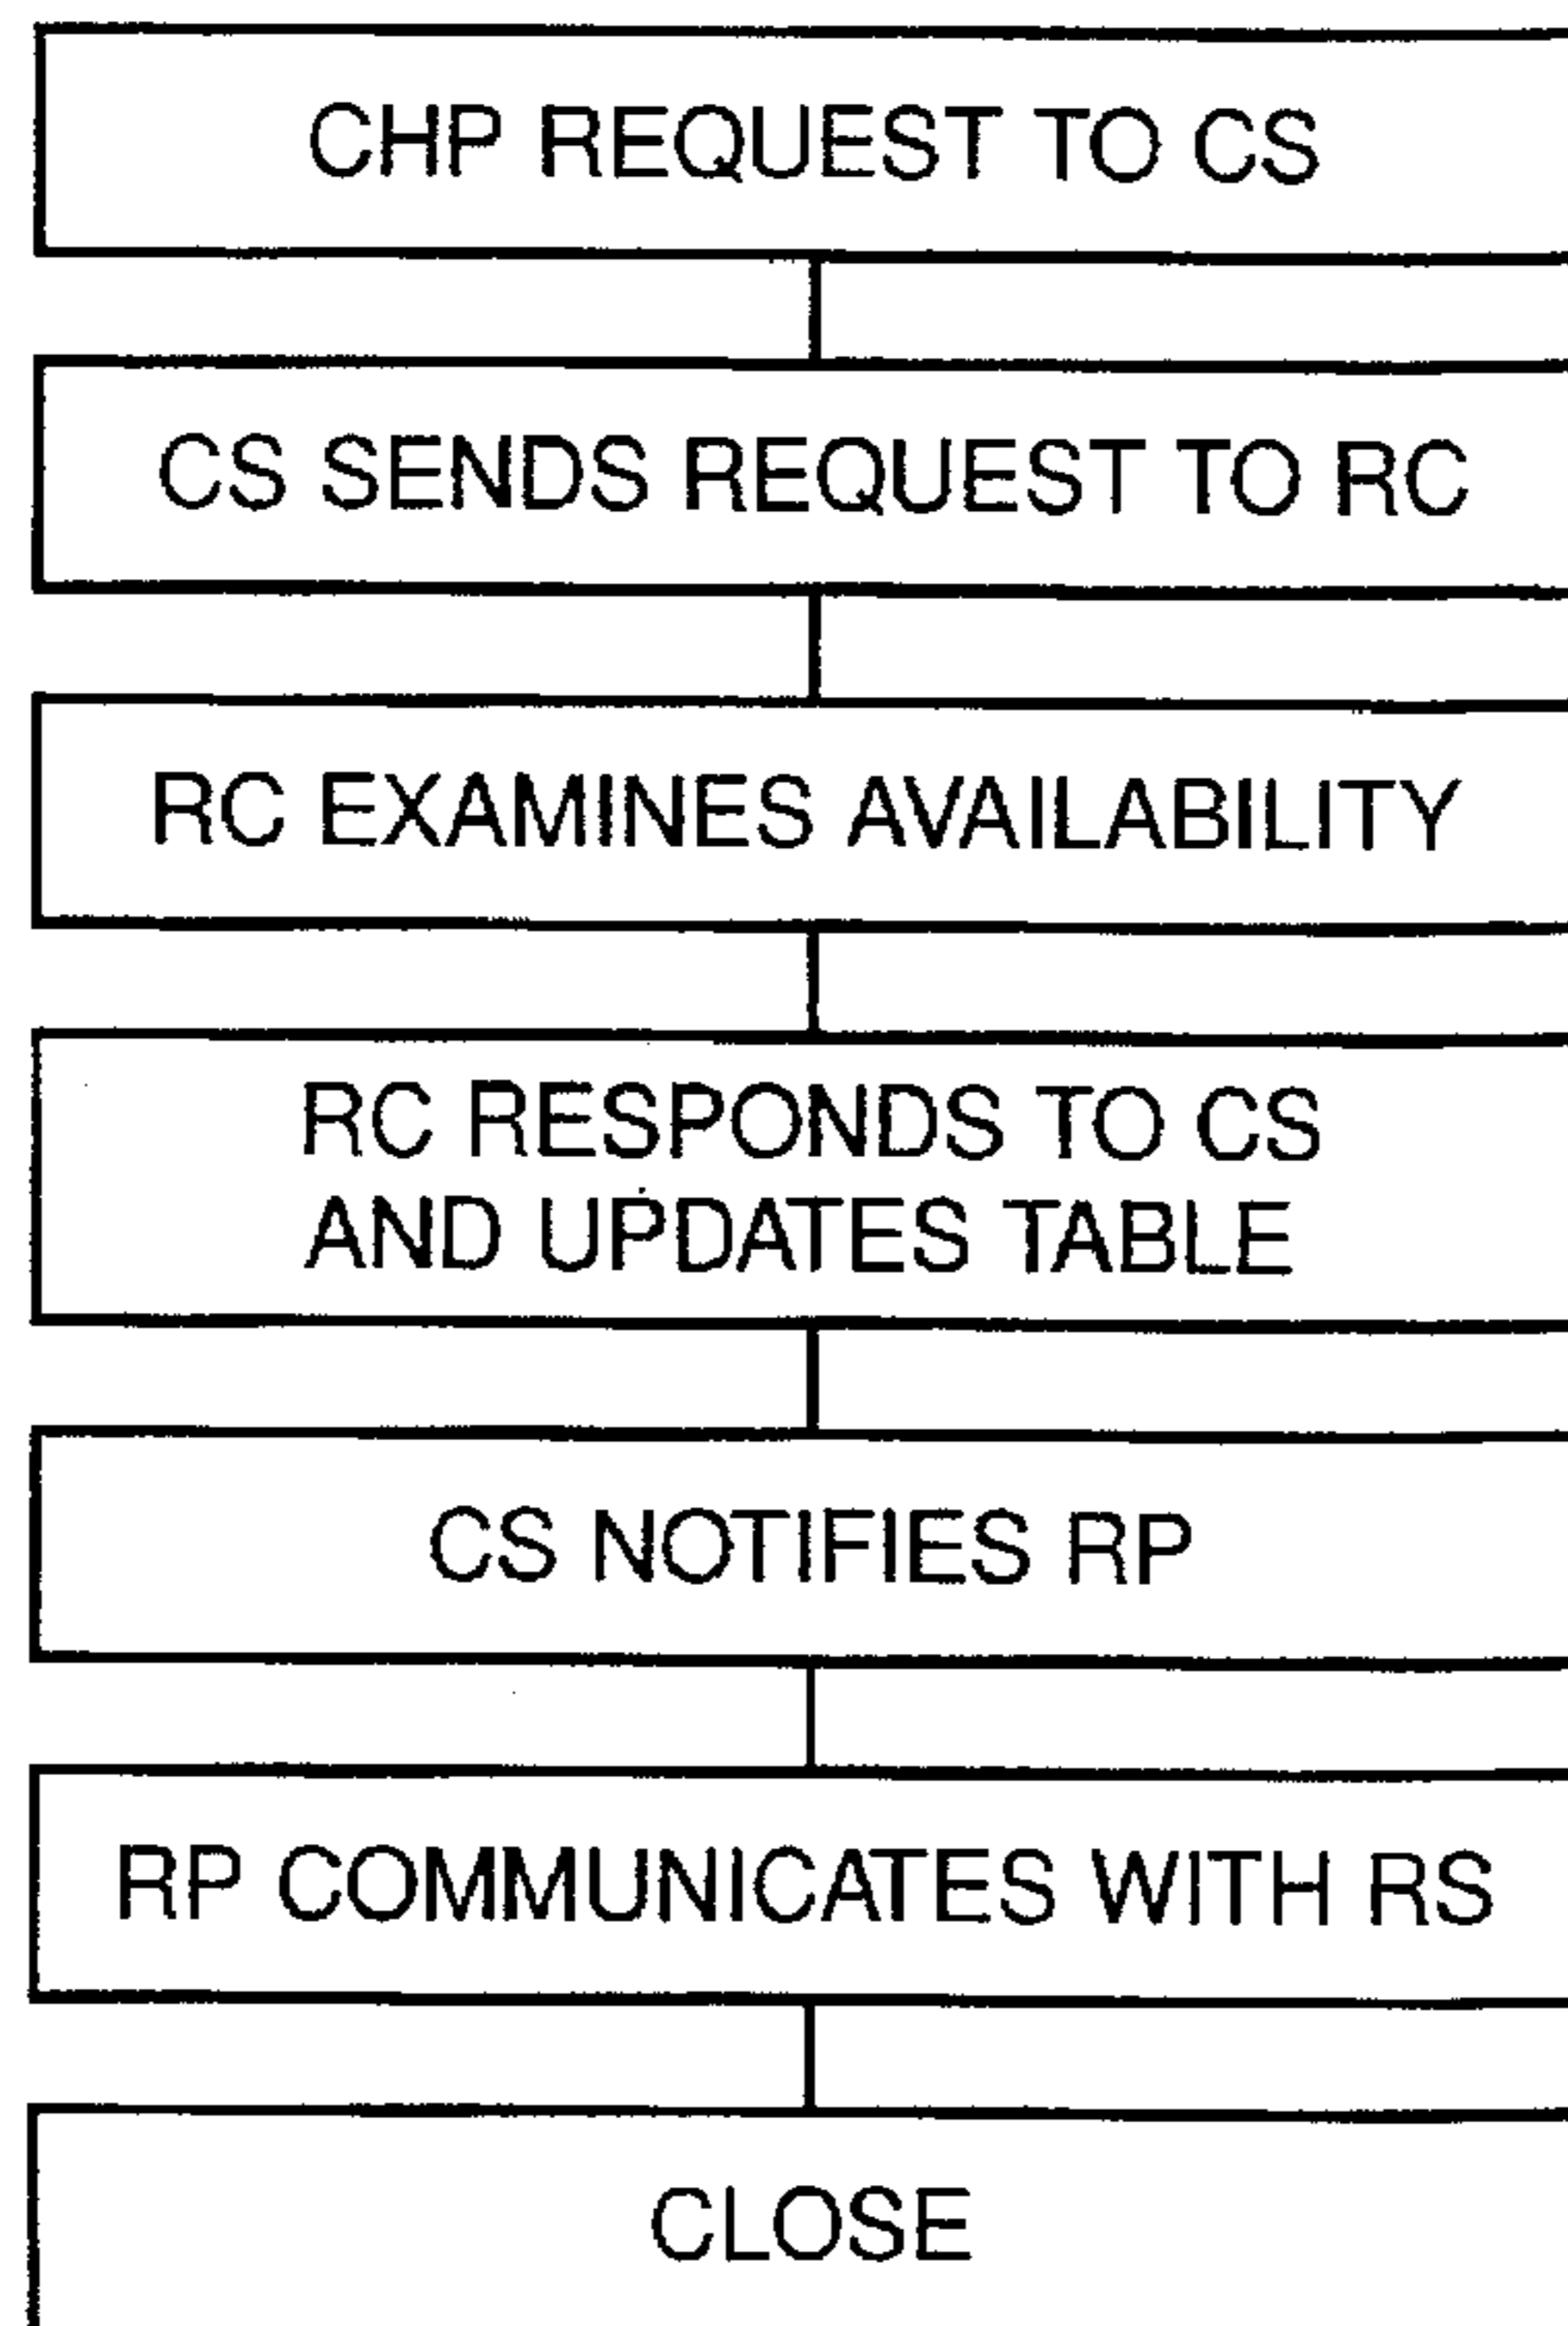 CHP REQUEST TO CS
CS SENDS REQUEST TO RC
RC EXAMINES AVAILABILITY
RC RESPONDS TO CS
AND UPDATES TABLE
CS NOTIFIES RP
RP COMMUNICATES WITH RS
CLOSE